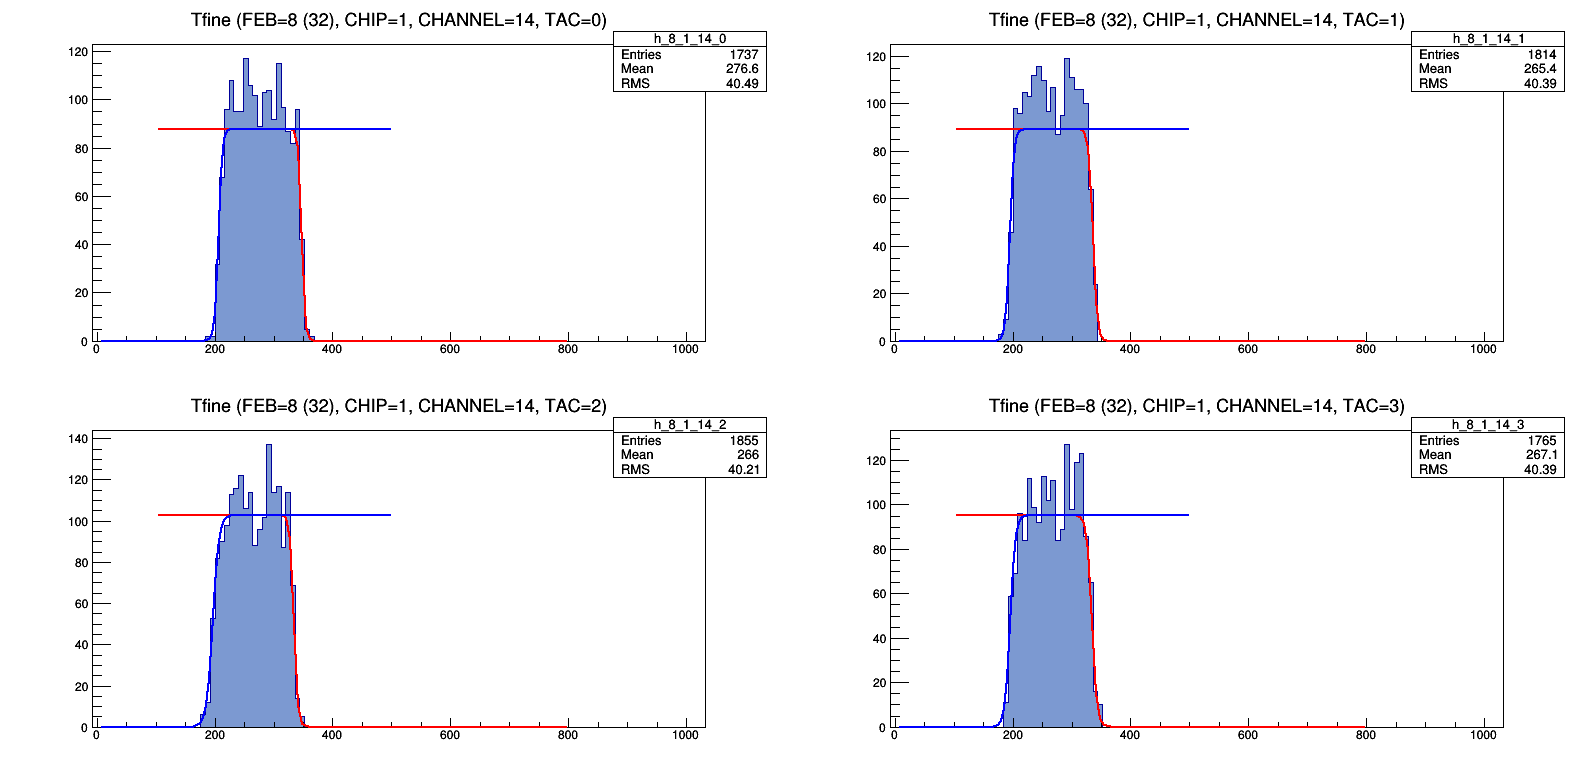 Tfine (FEB=8 (32), CHIP=1, CHANNEL=14, TAC=0)
h_8_1_14_0
Entries 1737
Mean 276.6
RMS 40.49
120
100
80
60
40
20
0
0 200 400 600 800 1000
Tfine (FEB=8 (32), CHIP=1, CHANNEL=14, TAC=1)
h_8_1_14_1
Entries 1814
Mean 265.4
RMS 40.39
120
100
80
60
40
20
0
0 200 400 600 800 1000
Tfine (FEB=8 (32), CHIP=1, CHANNEL=14, TAC=2)
h_8_1_14_2
Entries 1855
Mean 266
RMS 40.21
140
120
100
80
60
40
20
0
0 200 400 600 800 1000
Tfine (FEB=8 (32), CHIP=1, CHANNEL=14, TAC=3)
h_8_1_14_3
Entries 1765
Mean 267.1
RMS 40.39
120
100
80
60
40
20
0
0 200 400 600 800 1000